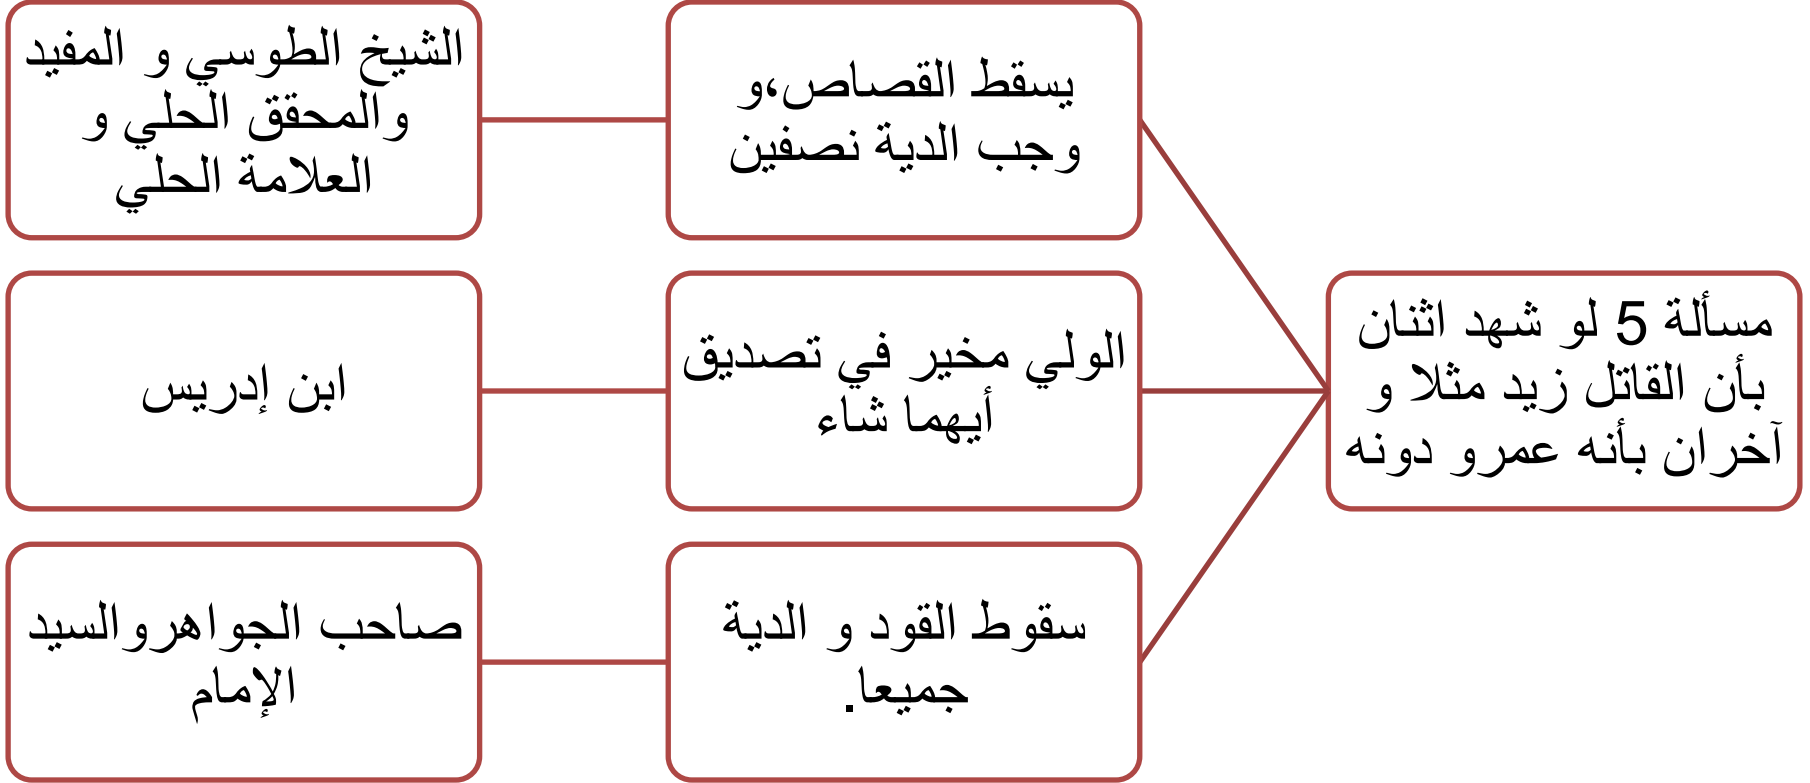 مسألة 5 لو شهد اثنان
بأن القاتل زيد مثلا و
آخران بأنه عمرو دونه
يسقط القصاص،و
وجب الدية نصفين
الشيخ الطوسي و المفيد
والمحقق الحلي و
العلامة الحلي
الولي مخير في تصديق
أيهما شاء
ابن إدريس
سقوط القود و الدية
جميعا.
صاحب الجواهروالسيد
الإمام